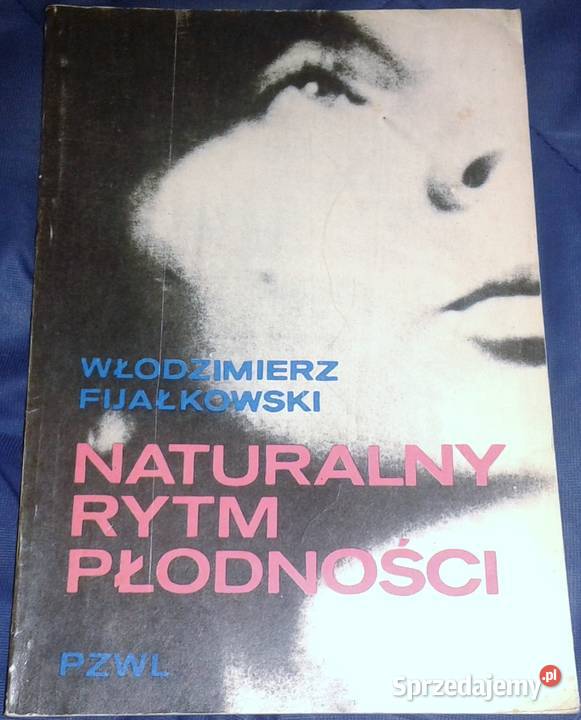 WŁODZIMIERZ
FIJAŁKOWSKI
NATURALNY
RYTM
PŁODNOŚCI
PZWL
Sprzedajemy.pl